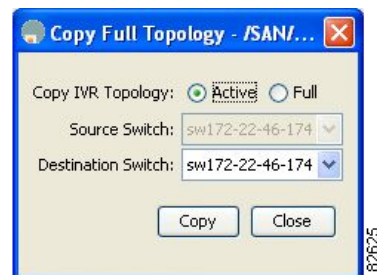 Copy Full Topology - /SAN/...
Copy IVR Topology: Active Full
Source Switch: sw172-22-46-174
Destination Switch: sw172-22-46-174
Copy Close
82625